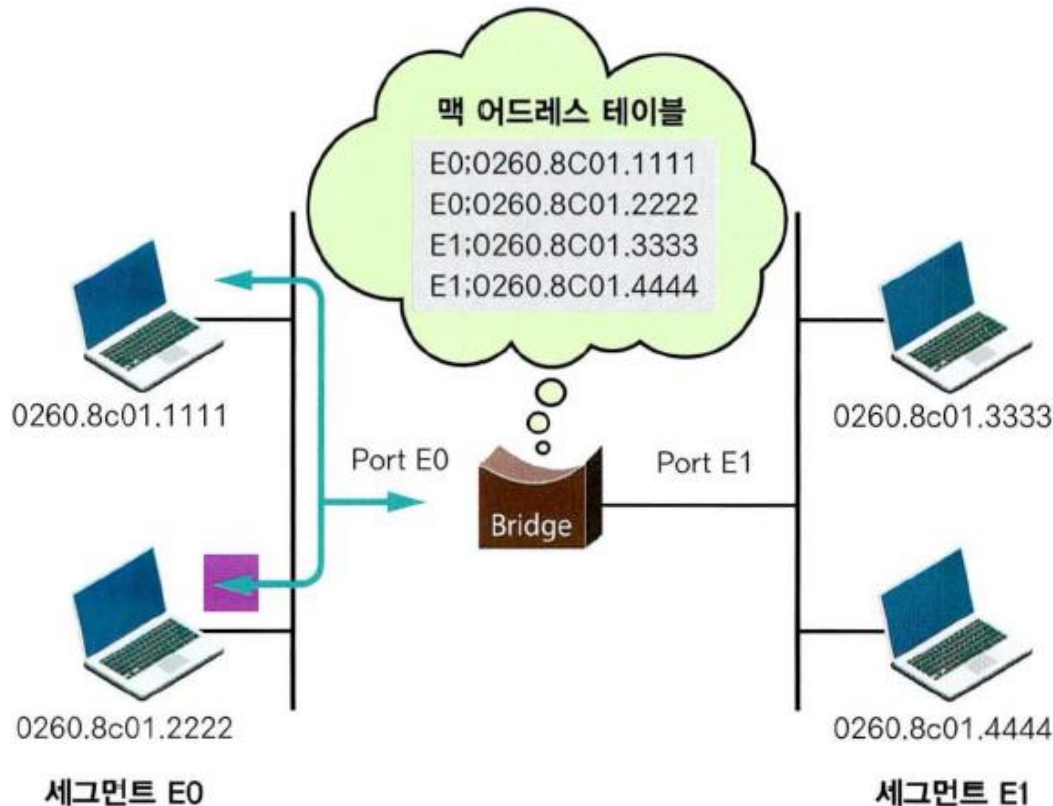 맥 어드레스 테이블
E0;0260.8C01.1111
E0;0260.8C01.2222
E1;0260.8C01.3333
E1;0260.8C01.4444
0260.8c01.1111
0260.8c01.3333
Port E0
Port E1
Bridge
0260.8c01.2222
0260.8c01.4444
세그먼트 E0
세그먼트 E1